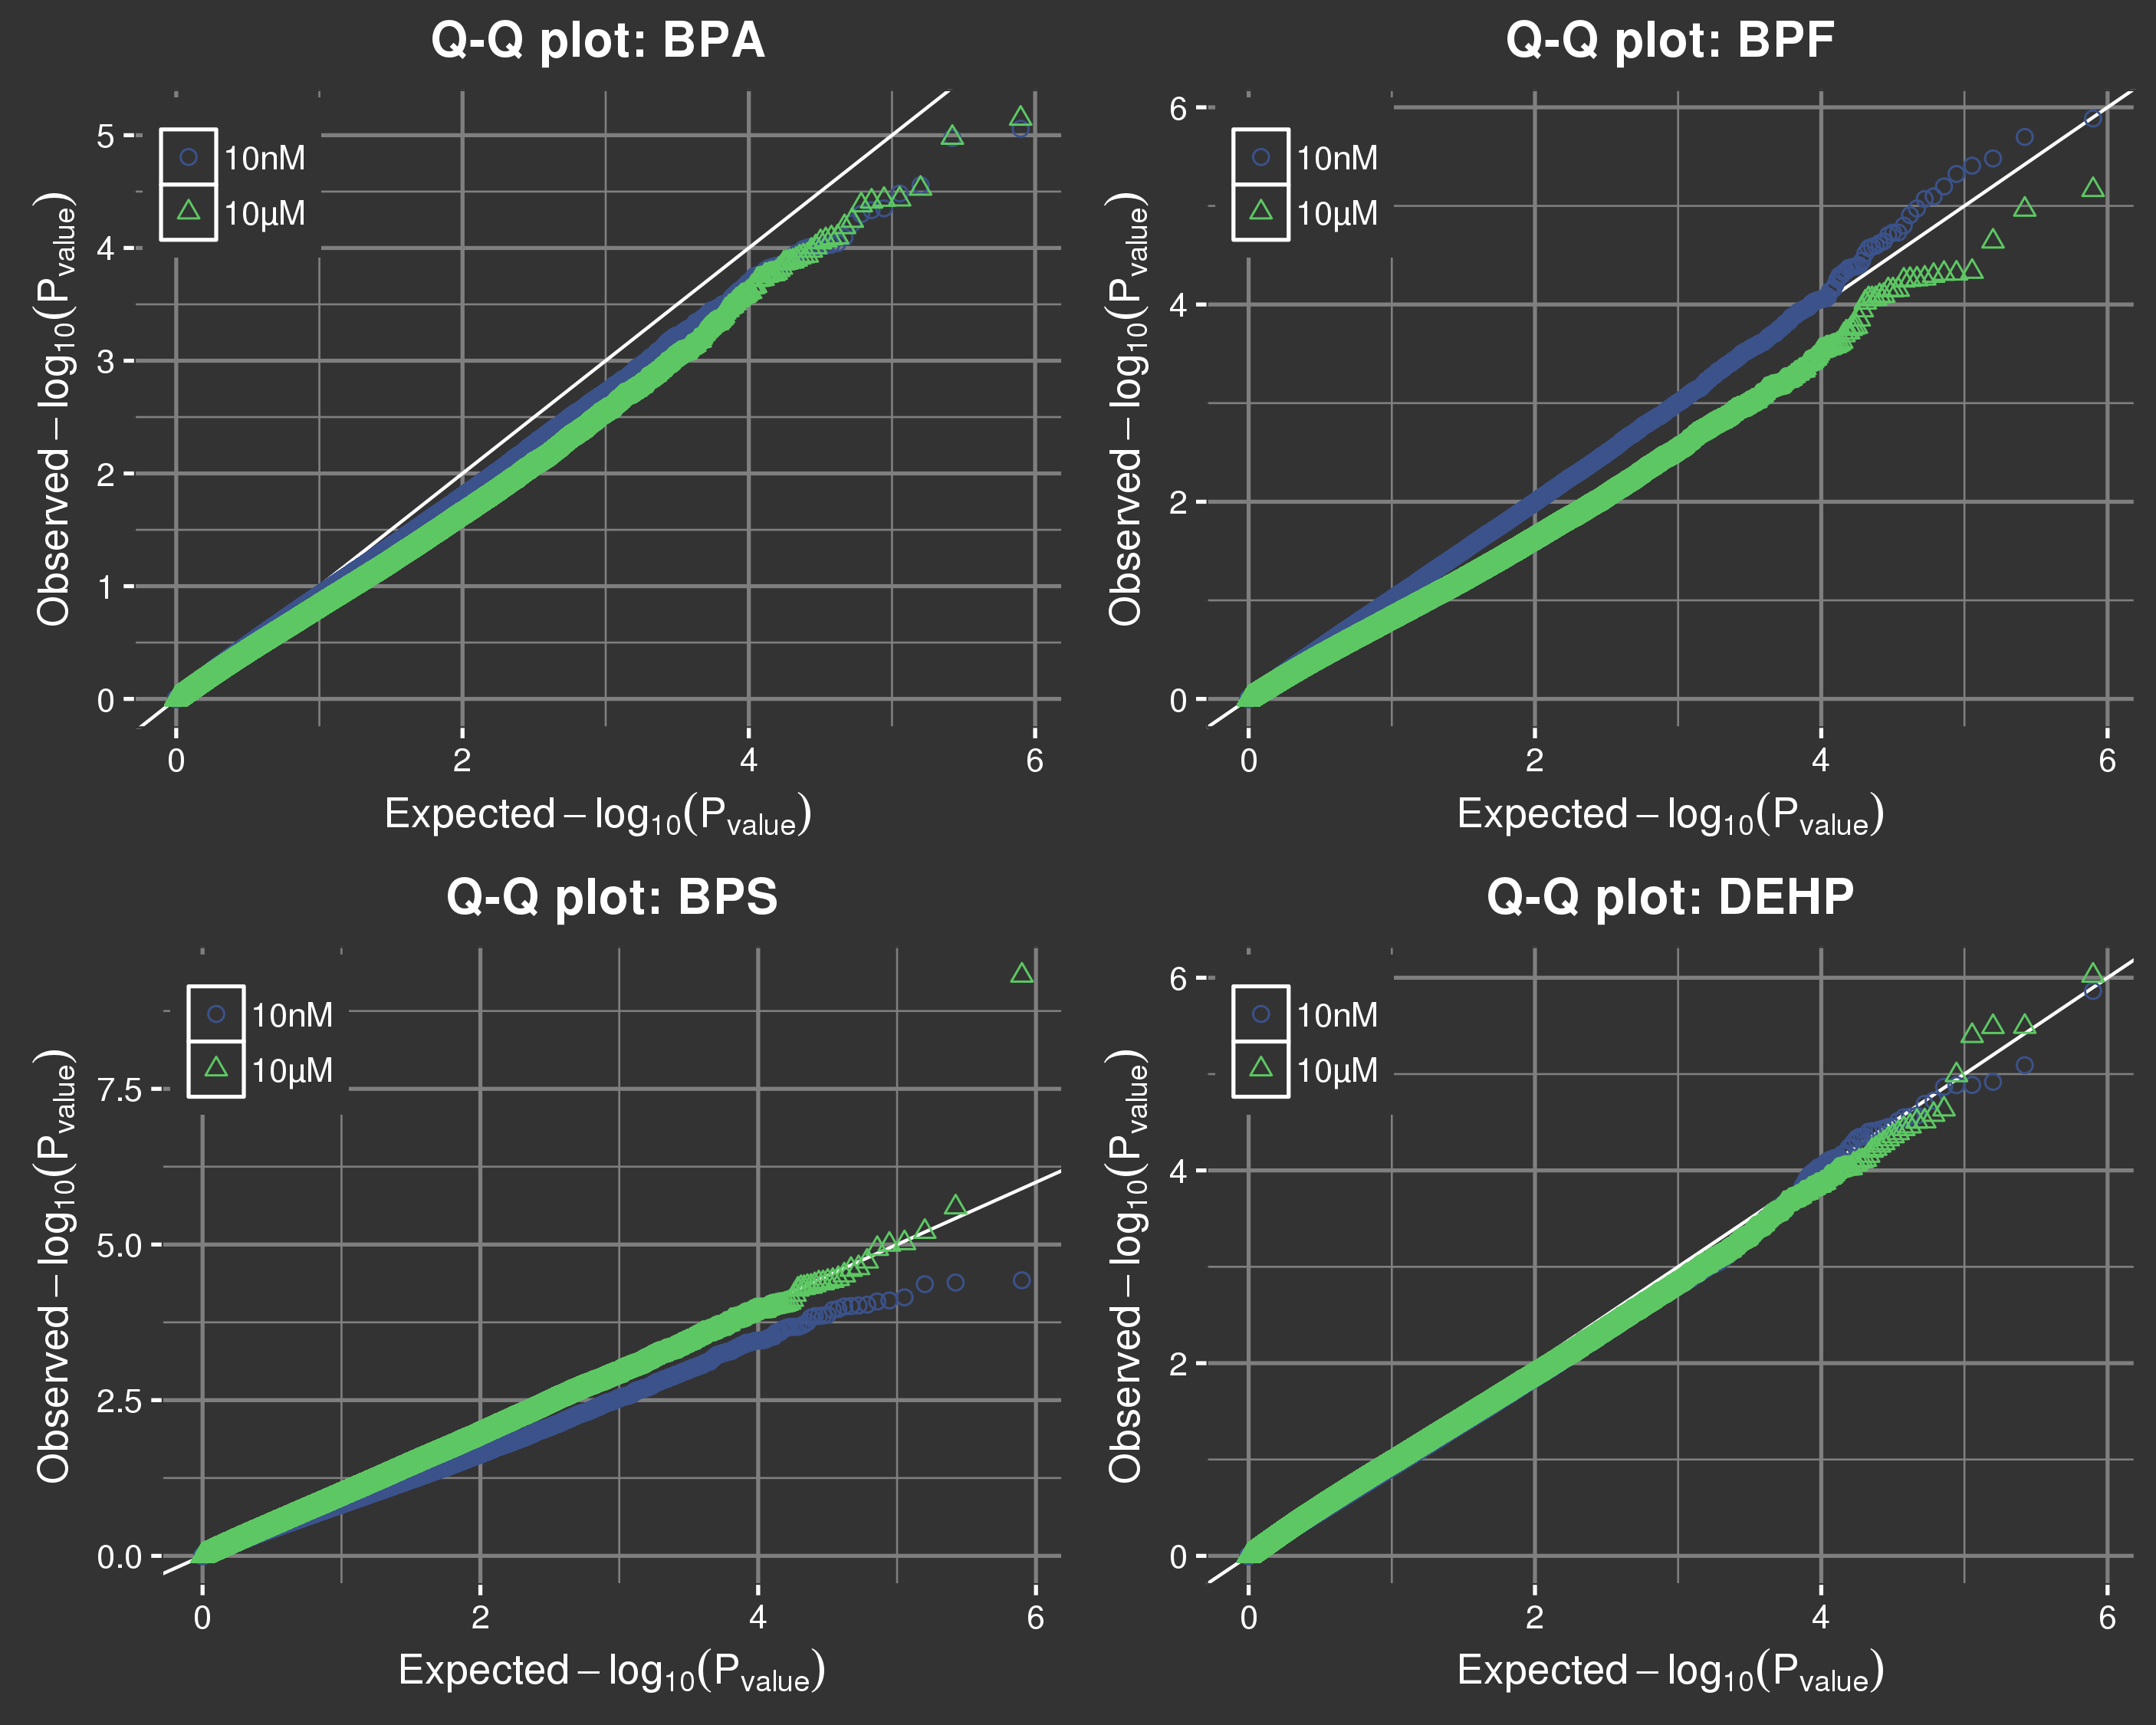 Q-Q plot: BPA
10nM
10µM
5
4
3
2
1
0
0 2 4 6
Observed − log10(Pvalue)
Expected − log10(Pvalue)
Q-Q plot: BPF
10nM
10µM
6
4
2
0
0 2 4 6
Observed − log10(Pvalue)
Expected − log10(Pvalue)
Q-Q plot: BPS
10nM
10µM
7.5
5.0
2.5
0.0
0 2 4 6
Observed − log10(Pvalue)
Expected − log10(Pvalue)
Q-Q plot: DEHP
10nM
10µM
6
4
2
0
0 2 4 6
Observed − log10(Pvalue)
Expected − log10(Pvalue)